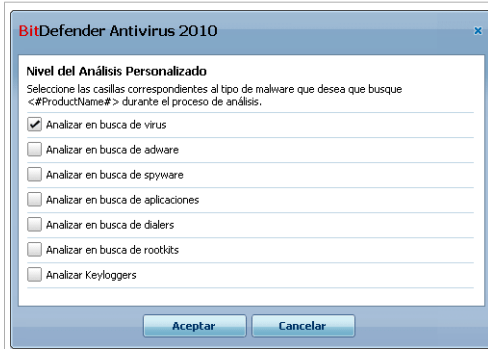 BitDefender Antivirus 2010
Nivel del Análisis Personalizado
Seleccione las casillas correspondientes al tipo de malware que desea que busque
<#ProductName#> durante el proceso de análisis.
Analizar en busca de virus
Analizar en busca de adware
Analizar en busca de spyware
Analizar en busca de aplicaciones
Analizar en busca de dialers
Analizar en busca de rootkits
Analizar Keyloggers
Aceptar Cancelar